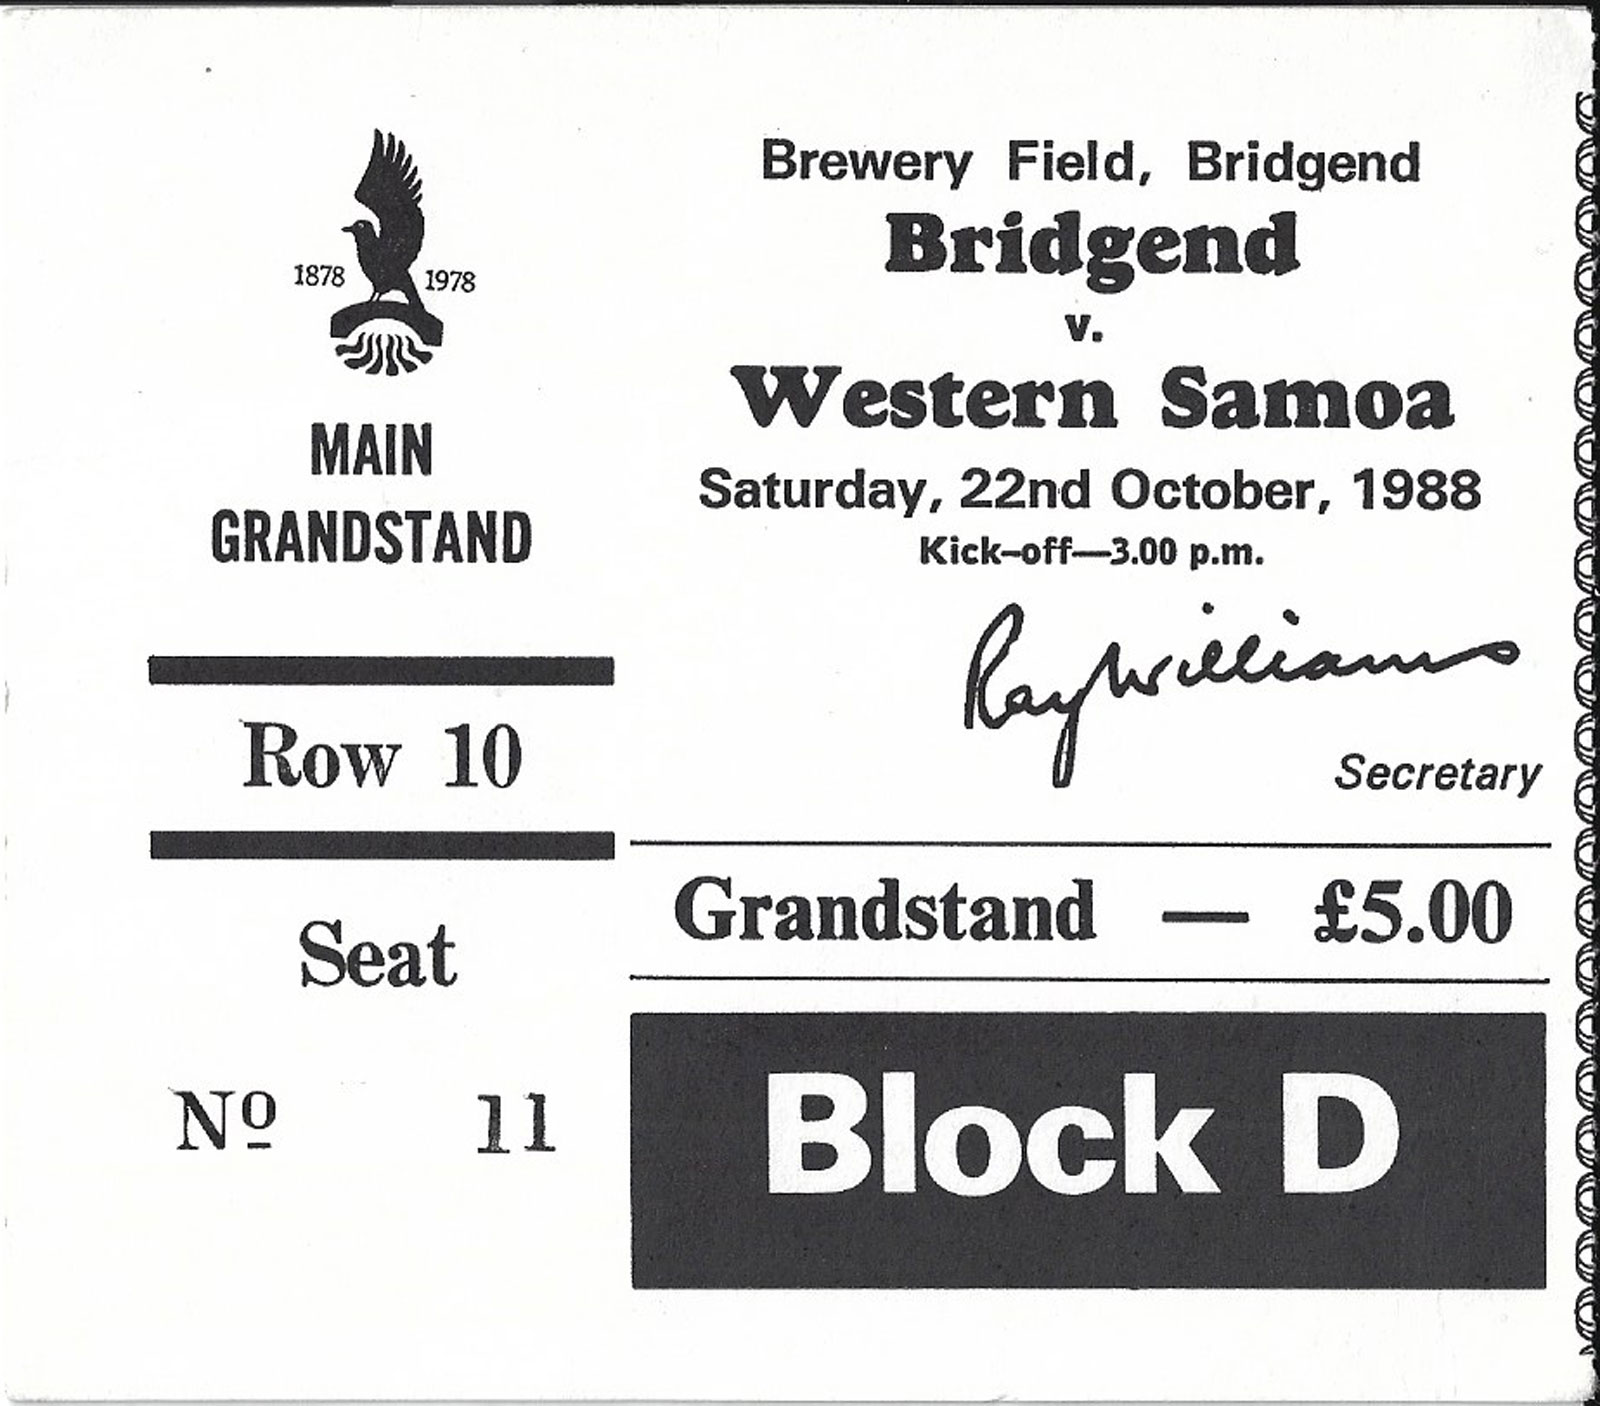 1878 1978
MAIN
GRANDSTAND
Row 10
Seat
Nº 11
Brewery Field, Bridgend
Bridgend
v.
Western Samoa
Saturday, 22nd October, 1988
Kick-off—3.00 p.m.
Ray Williams
Secretary
Grandstand — £5.00
Block D